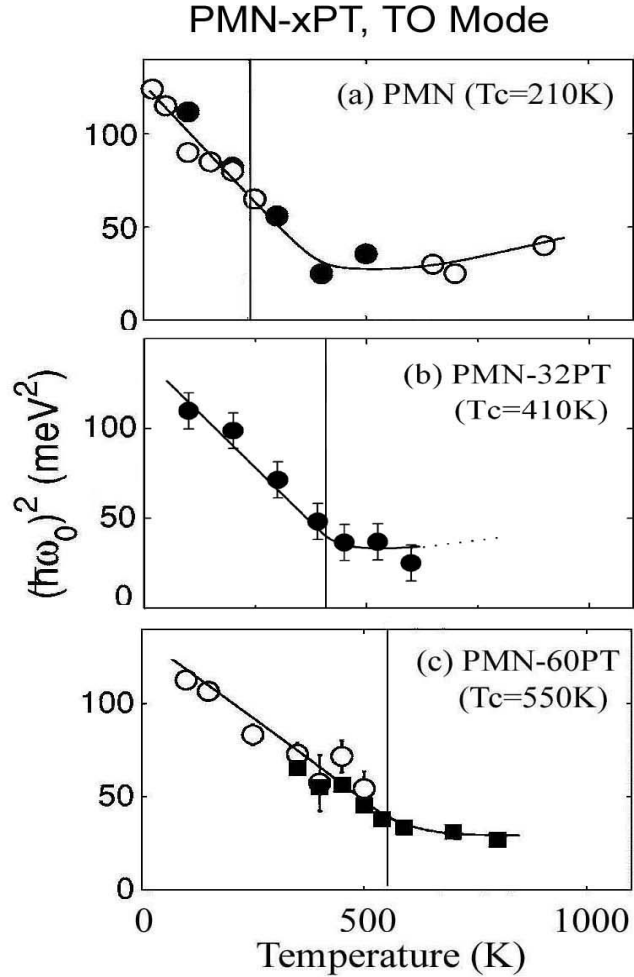 PMN-xPT, TO Mode
(a) PMN (Tc=210K)
100
50
0
(b) PMN-32PT
(Tc=410K)
100
50
0
(ħω₀)² (meV²)
(c) PMN-60PT
(Tc=550K)
100
50
0
0 500 1000
Temperature (K)